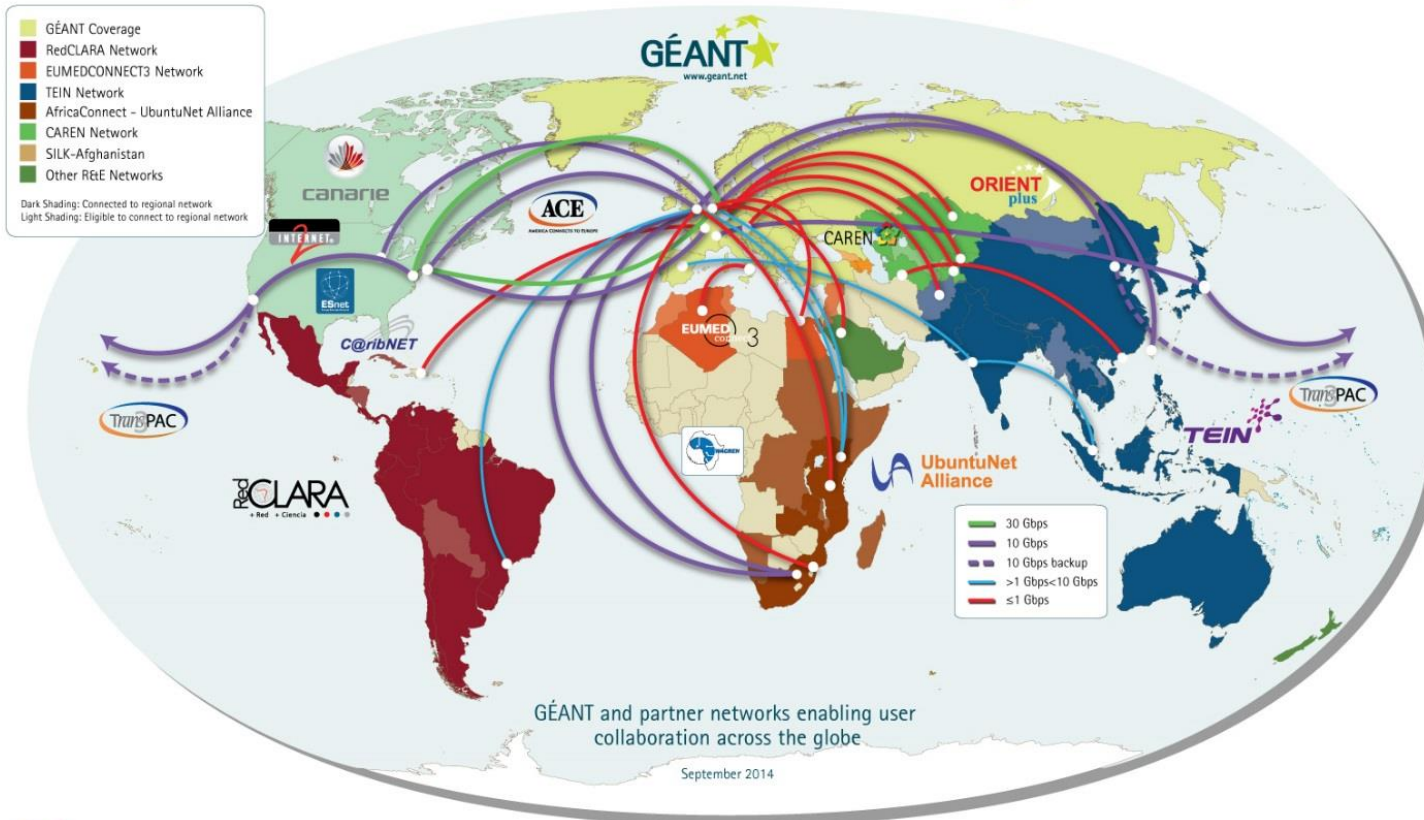 GÉANT Coverage
RedCLARA Network
EUMEDCONNECT3 Network
TEIN Network
AfricaConnect - UbuntuNet Alliance
CAREN Network
SILK-Afghanistan
Other R&E Networks
Dark Shading: Connected to regional network
Light Shading: Eligible to connect to regional network
GÉANT
www.geant.net
canarie
INTERNET2
ESnet
ACE
AMERICA CONNECTS TO EUROPE
C@ribNET
ORIENT
plus
CAREN
EUMED
connect 3
TransPAC
3
TransPAC
3
TEIN
WACREN
UbuntuNet
Alliance
RedCLARA
+ Red + Ciencia
30 Gbps
10 Gbps
10 Gbps backup
>1 Gbps<10 Gbps
≤1 Gbps
GÉANT and partner networks enabling user
collaboration across the globe
September 2014